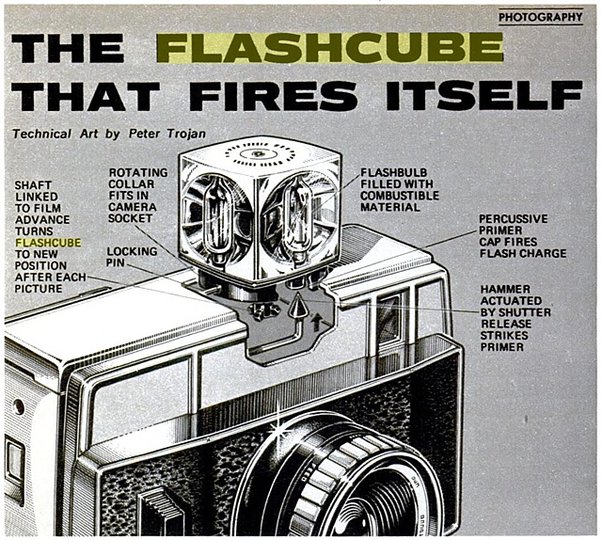 PHOTOGRAPHY
THE FLASHCUBE
THAT FIRES ITSELF
Technical Art by Peter Trojan
SHAFT
LINKED
TO FILM
ADVANCE
TURNS
FLASHCUBE
TO NEW
POSITION
AFTER EACH
PICTURE
ROTATING
COLLAR
FITS IN
CAMERA
SOCKET
LOCKING
PIN
FLASHBULB
FILLED WITH
COMBUSTIBLE
MATERIAL
PERCUSSIVE
PRIMER
CAP FIRES
FLASH CHARGE
HAMMER
ACTUATED
BY SHUTTER
RELEASE
STRIKES
PRIMER